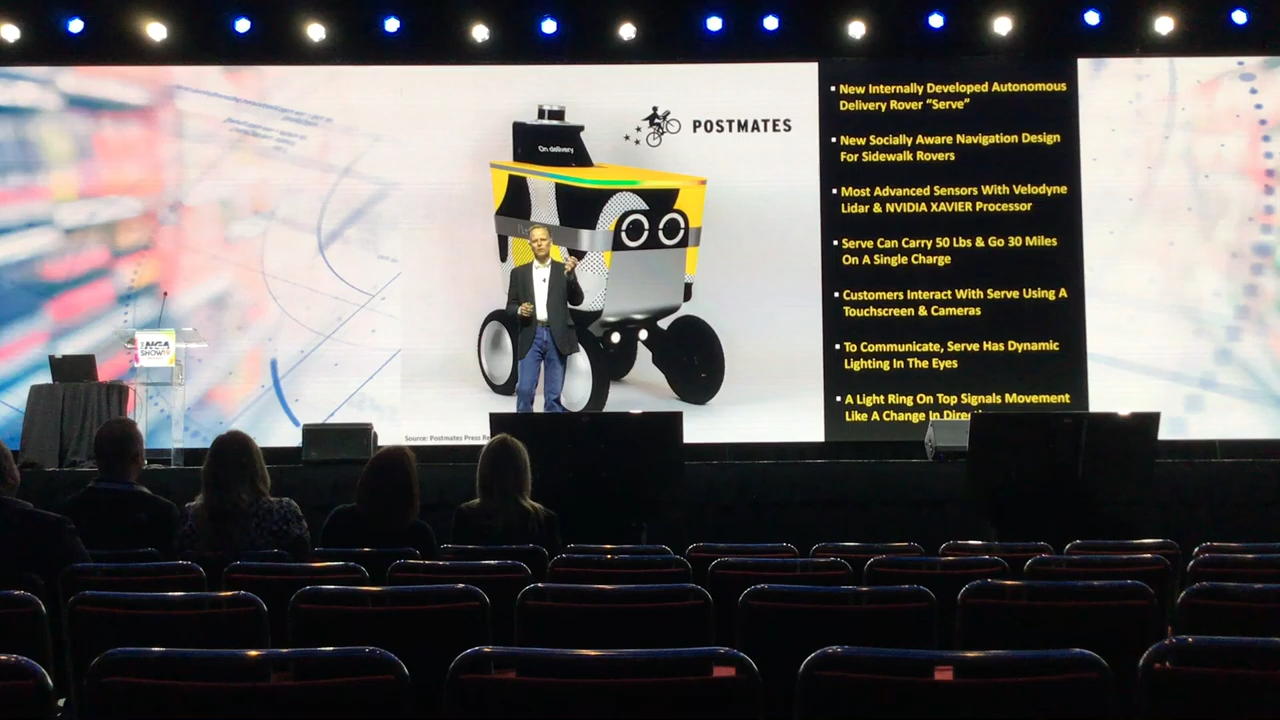 On delivery
POSTMATES
New Internally Developed Autonomous
Delivery Rover “Serve”
New Socially Aware Navigation Design
For Sidewalk Rovers
Most Advanced Sensors With Velodyne
Lidar & NVIDIA XAVIER Processor
Serve Can Carry 50 Lbs & Go 30 Miles
On A Single Charge
Customers Interact With Serve Using A
Touchscreen & Cameras
To Communicate, Serve Has Dynamic
Lighting In The Eyes
A Light Ring On Top Signals Movement
Like A Change In
THE NGA
SHOW
Source: Postmates Press